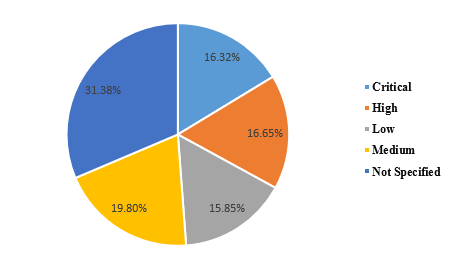 16.32%
31.38%
16.65%
19.80%
15.85%
Critical
High
Low
Medium
Not Specified